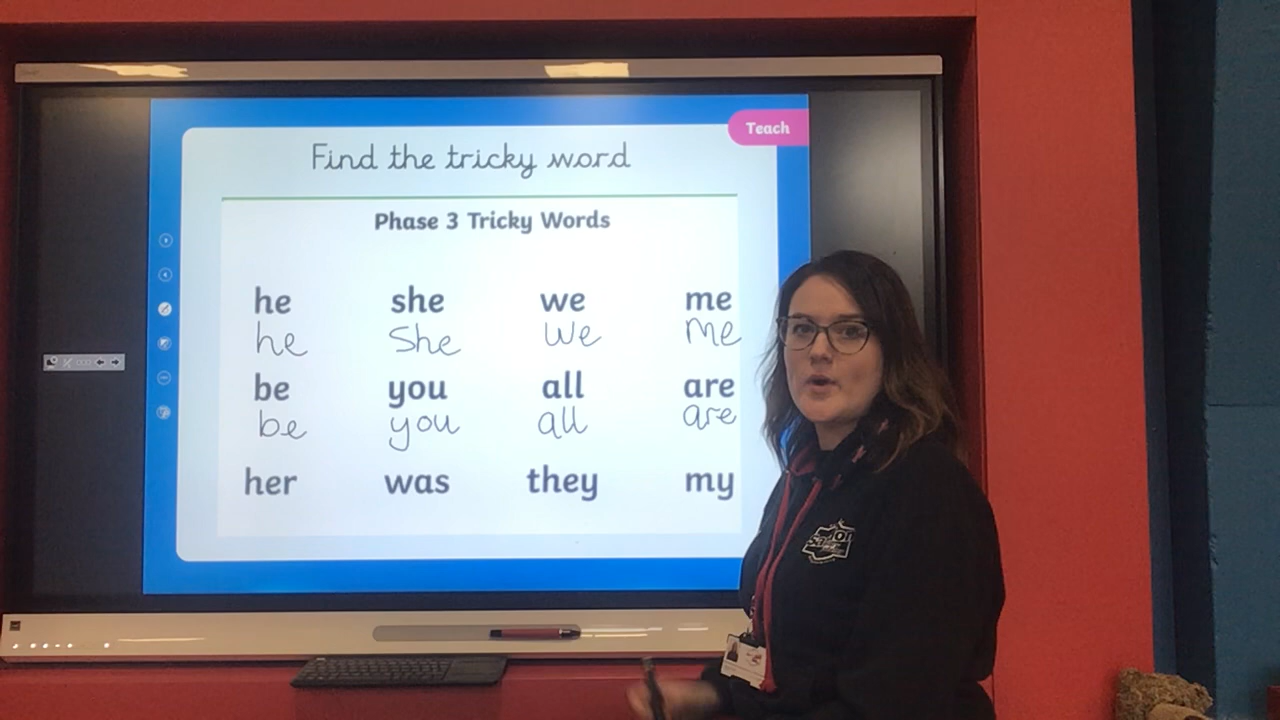 Teach
Find the tricky word
Phase 3 Tricky Words
he she we me
he She We me
be you all are
be you all are
her was they my